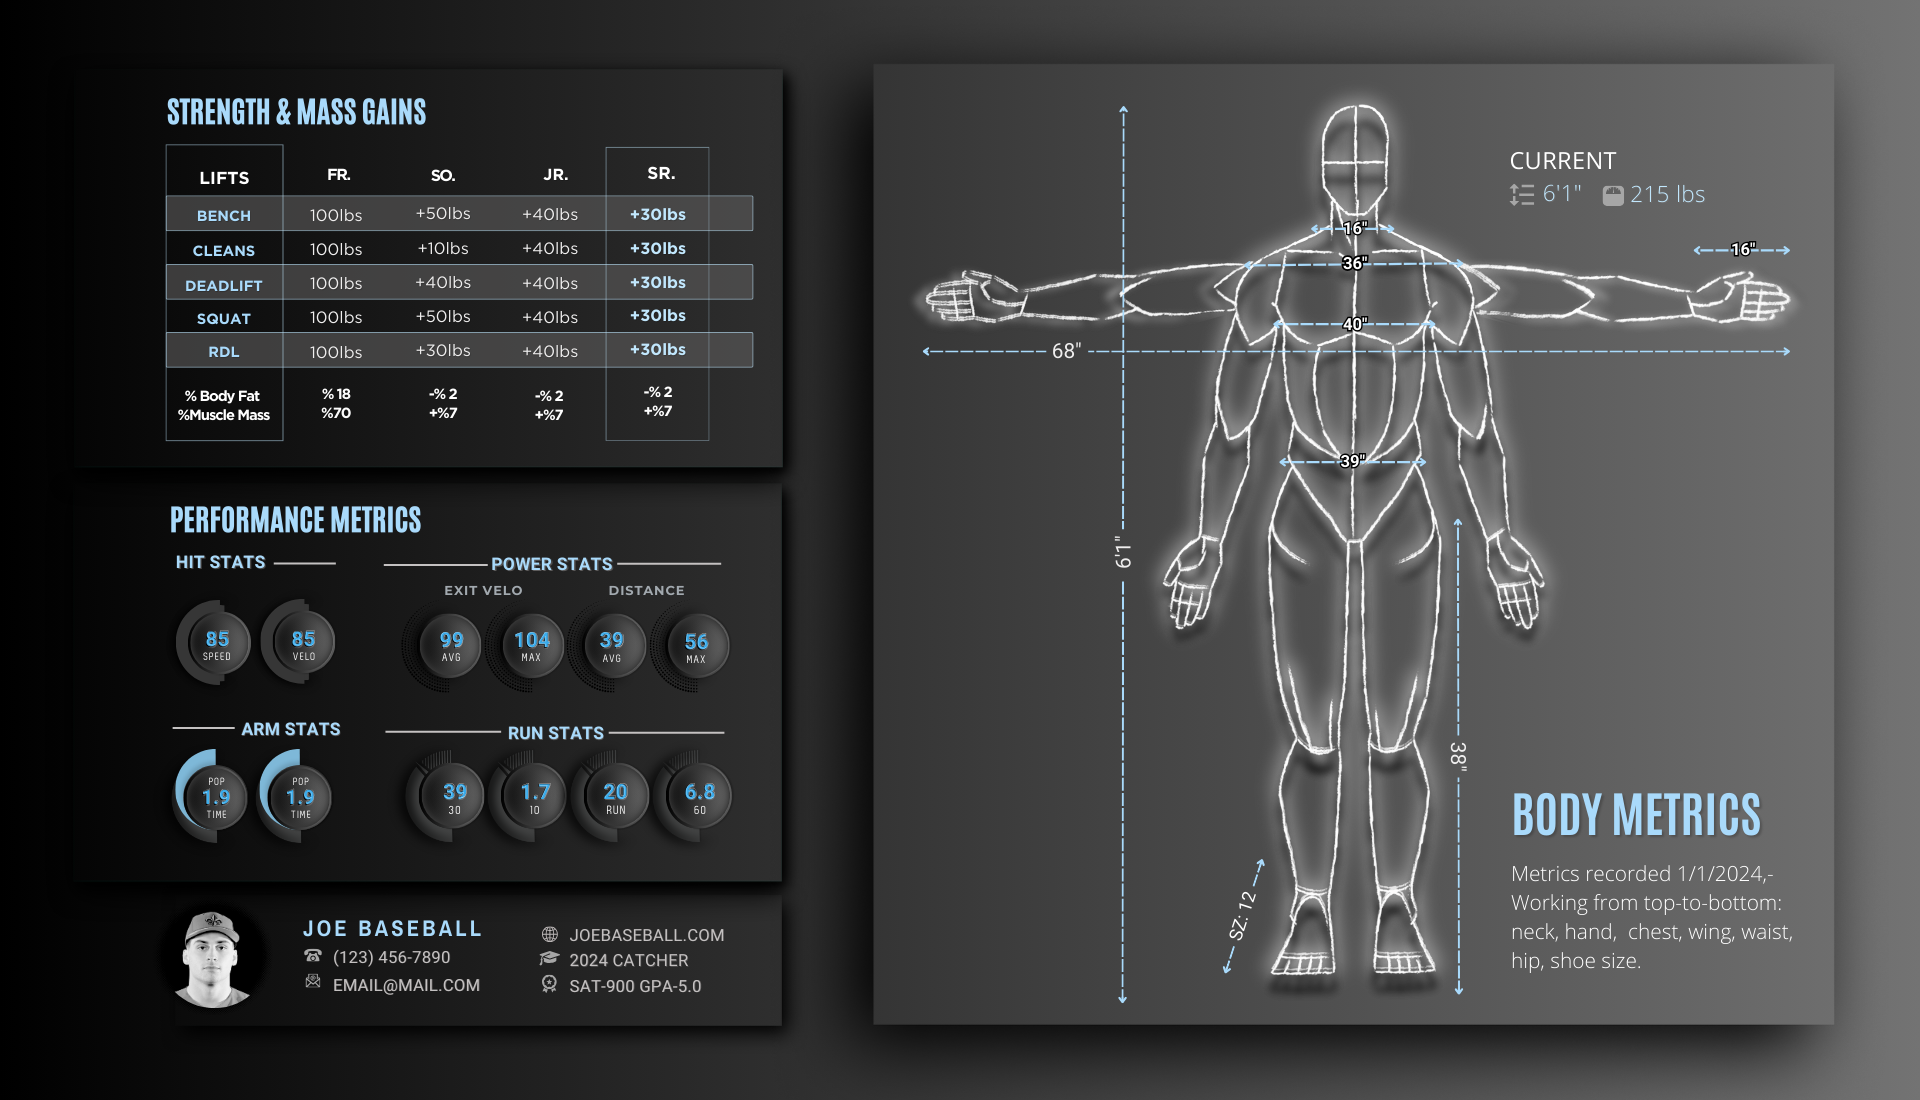 STRENGTH & MASS GAINS
LIFTS FR. SO. JR. SR.
BENCH 100lbs +50lbs +40lbs +30lbs
CLEANS 100lbs +10lbs +40lbs +30lbs
DEADLIFT 100lbs +40lbs +40lbs +30lbs
SQUAT 100lbs +50lbs +40lbs +30lbs
RDL 100lbs +30lbs +40lbs +30lbs
% Body Fat % 18 -% 2 -% 2 -% 2
%Muscle Mass %70 +%7 +%7 +%7
PERFORMANCE METRICS
HIT STATS
85
SPEED
85
VELO
POWER STATS
EXIT VELO DISTANCE
99
AVG
104
MAX
39
AVG
56
MAX
ARM STATS
POP
1.9
TIME
POP
1.9
TIME
RUN STATS
39
30
1.7
10
20
RUN
6.8
60
JOE BASEBALL
(123) 456-7890
EMAIL@MAIL.COM
JOEBASEBALL.COM
2024 CATCHER
SAT-900 GPA-5.0
CURRENT
6'1" 215 lbs
16"
16"
36"
40"
68"
39"
6'1"
38"
SZ: 12
BODY METRICS
Metrics recorded 1/1/2024,-
Working from top-to-bottom:
neck, hand, chest, wing, waist,
hip, shoe size.